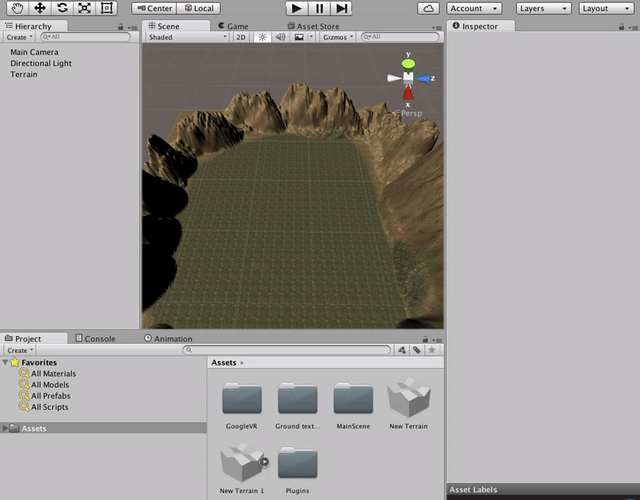 Center Local Account Layers Layout
Hierarchy
Create All
Main Camera
Directional Light
Terrain
Scene Game Asset Store
Shaded 2D Gizmos All
y
z
x
Persp
Inspector
Project Console Animation
Create
Favorites
All Materials
All Models
All Prefabs
All Scripts
Assets
Assets
GoogleVR Ground text... MainScene New Terrain
New Terrain 1 Plugins
Asset Labels